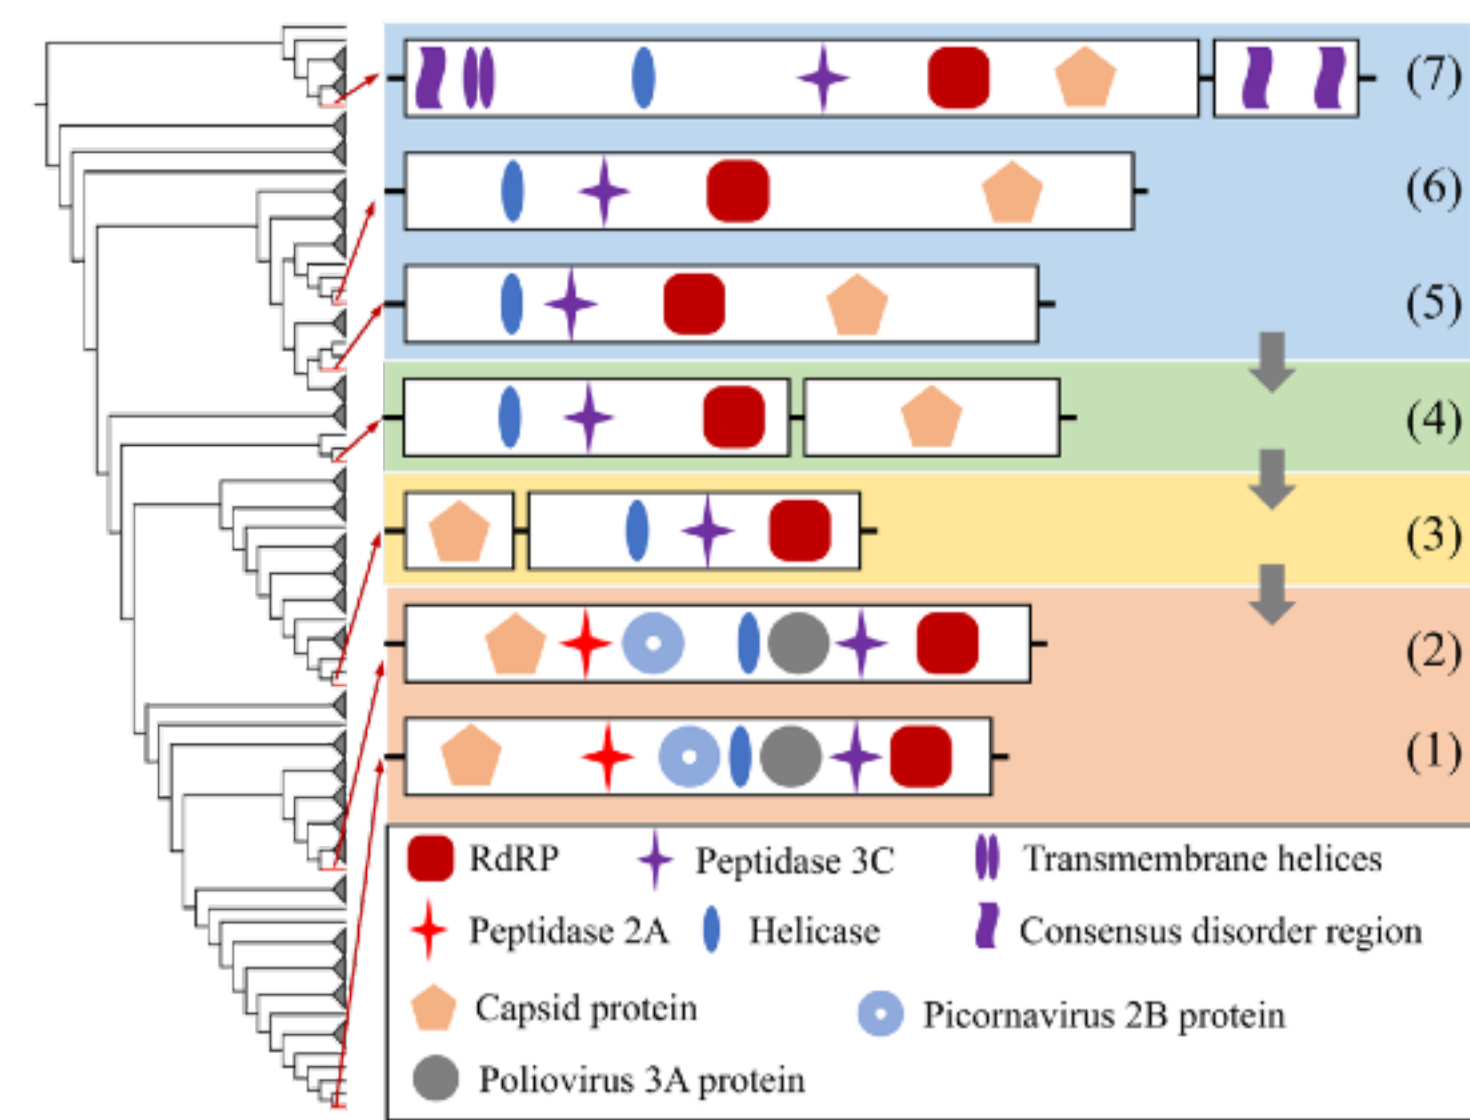 (7)
(6)
(5)
(4)
(3)
(2)
(1)
RdRP Peptidase 3C Transmembrane helices
Peptidase 2A Helicase Consensus disorder region
Capsid protein Picornavirus 2B protein
Poliovirus 3A protein